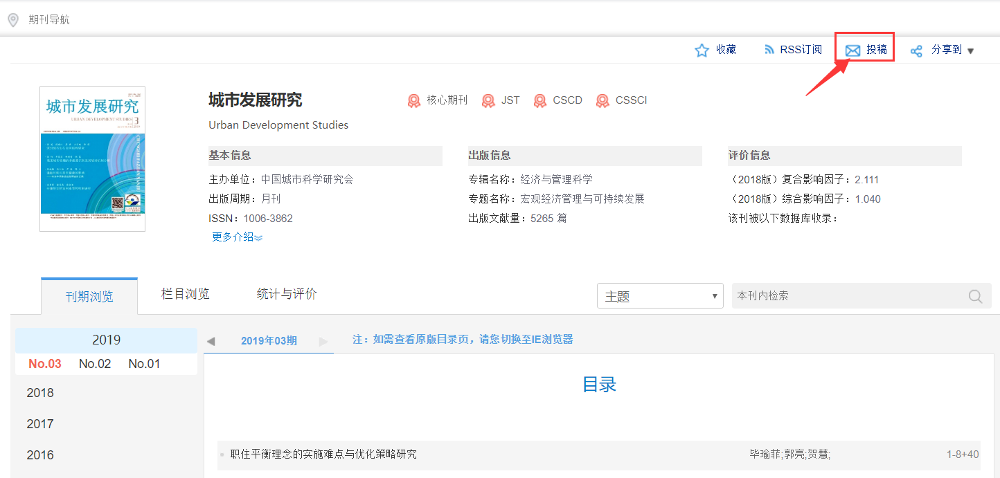 期刊导航
收藏
RSS订阅
投稿
分享到
城市发展研究
URBAN DEVELOPMENT STUDIES
3
城市发展研究
核心期刊
JST
CSCD
CSSCI
Urban Development Studies
基本信息
主办单位：中国城市科学研究会
出版周期：月刊
ISSN：1006-3862
更多介绍
出版信息
专辑名称：经济与管理科学
专题名称：宏观经济管理与可持续发展
出版文献量：5265 篇
评价信息
（2018版）复合影响因子：2.111
（2018版）综合影响因子：1.040
该刊被以下数据库收录：
刊期浏览
栏目浏览
统计与评价
主题
本刊内检索
2019
No.03 No.02 No.01
2018
2017
2016
2019年03期
注：如需查看原版目录页，请您切换至IE浏览器
目录
职住平衡理念的实施难点与优化策略研究
毕瑜菲;郭亮;贺慧;
1-8+40